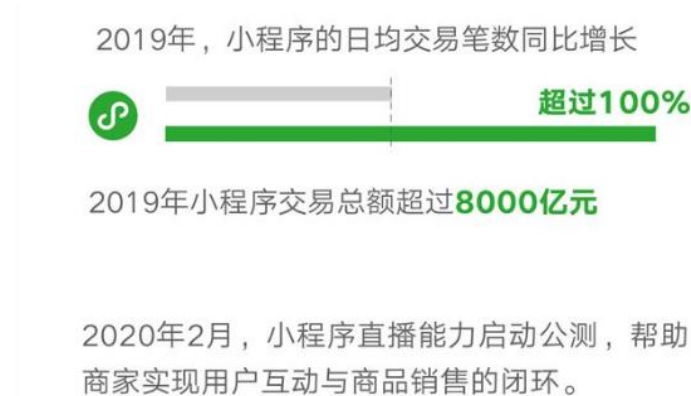 2019年，小程序的日均交易笔数同比增长
超过100%
2019年小程序交易总额超过8000亿元
2020年2月，小程序直播能力启动公测，帮助
商家实现用户互动与商品销售的闭环。